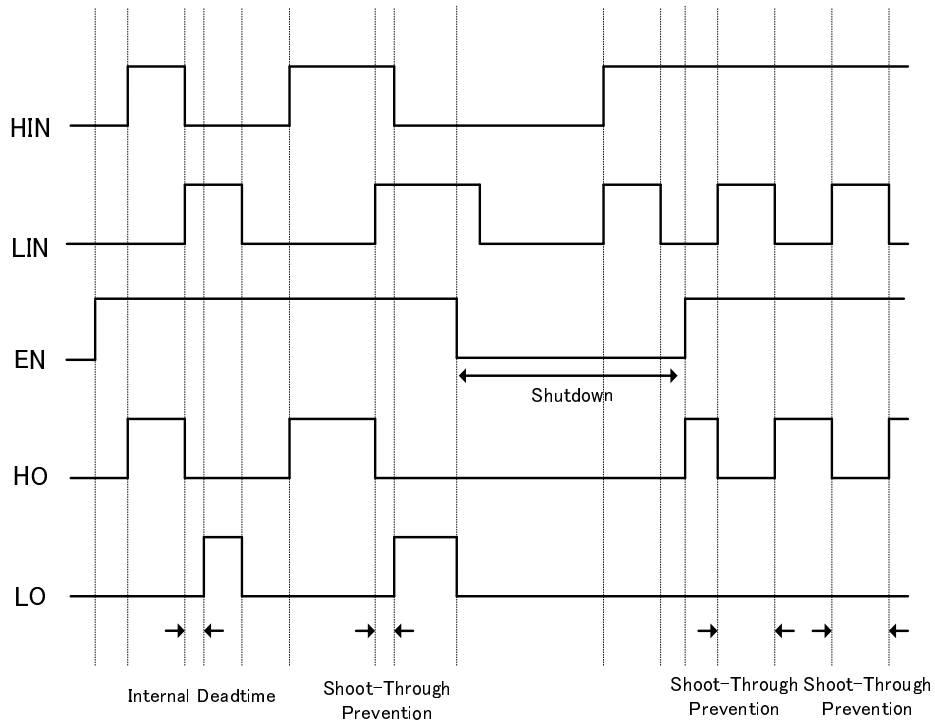 HIN
LIN
EN
Shutdown
HO
LO
Internal Deadtime
Shoot-Through
Prevention
Shoot-Through
Prevention
Shoot-Through
Prevention